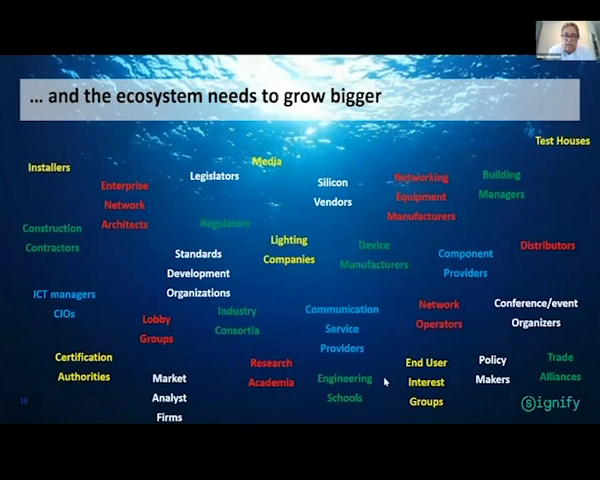 ... and the ecosystem needs to grow bigger
Test Houses
Installers
Media
Legislators
Enterprise
Network
Architects
Silicon
Vendors
Networking
Equipment
Manufacturers
Building
Managers
Construction
Contractors
Regulators
Standards
Development
Organizations
Lighting
Companies
Device
Manufacturers
Component
Providers
Distributors
ICT managers
CIOs
Lobby
Groups
Industry
Consortia
Communication
Service
Providers
Network
Operators
Conference/event
Organizers
Certification
Authorities
Market
Analyst
Firms
Research
Academia
Engineering
Schools
End User
Interest
Groups
Policy
Makers
Trade
Alliances
Signify